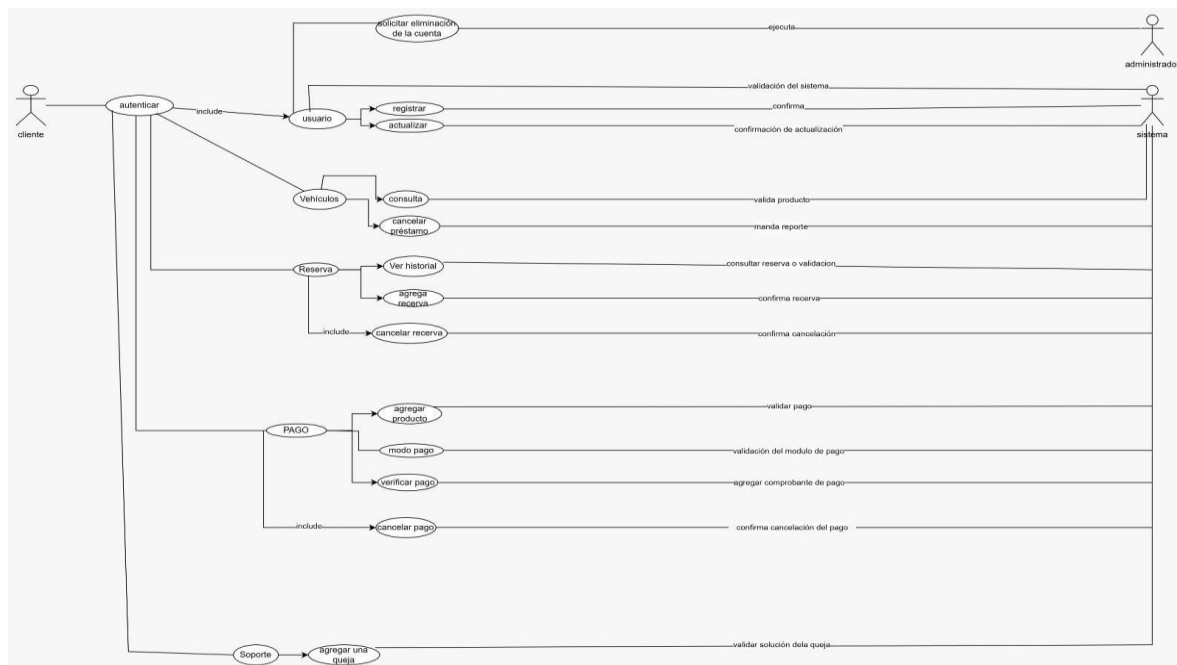 solicitar eliminación
de la cuenta
ejecuta
administrado
validación del sistema
autenticar
include
usuario
registrar
confirma
actualizar
confirmación de actualización
cliente
sistema
Vehículos
consulta
valida producto
cancelar
préstamo
manda reporte
Reserva
Ver historial
consultar reserva o validacion
agrega
recerva
confirma recerva
include
cancelar recerva
confirma cancelación
agregar
producto
validar pago
PAGO
modo pago
validación del modulo de pago
verificar pago
agregar comprobante de pago
include
cancelar pago
confirma cancelación del pago
Soporte
agregar una
queja
validar solución dela queja